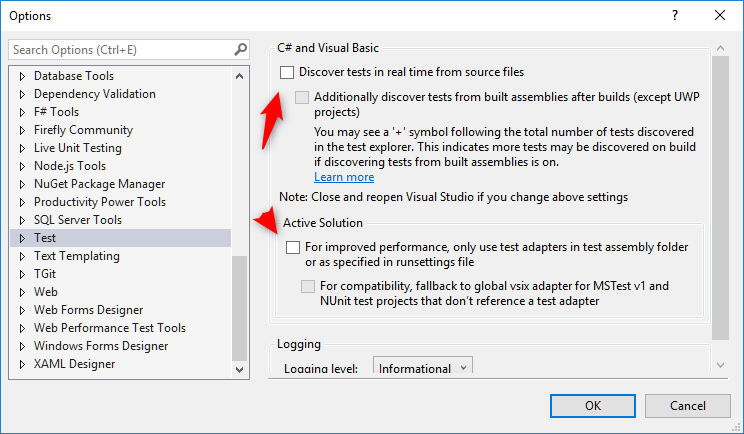 Options
?
Search Options (Ctrl+E)
Database Tools
Dependency Validation
F# Tools
Firefly Community
Live Unit Testing
Node.js Tools
NuGet Package Manager
Productivity Power Tools
SQL Server Tools
Test
Text Templating
TGit
Web
Web Forms Designer
Web Performance Test Tools
Windows Forms Designer
XAML Designer
C# and Visual Basic
Discover tests in real time from source files
Additionally discover tests from built assemblies after builds (except UWP
projects)
You may see a '+' symbol following the total number of tests discovered
in the test explorer. This indicates more tests may be discovered on build
if discovering tests from built assemblies is on.
Learn more
Note: Close and reopen Visual Studio if you change above settings
Active Solution
For improved performance, only use test adapters in test assembly folder
or as specified in runsettings file
For compatibility, fallback to global vsix adapter for MSTest v1 and
NUnit test projects that don't reference a test adapter
Logging
Logging level: Informational
OK
Cancel